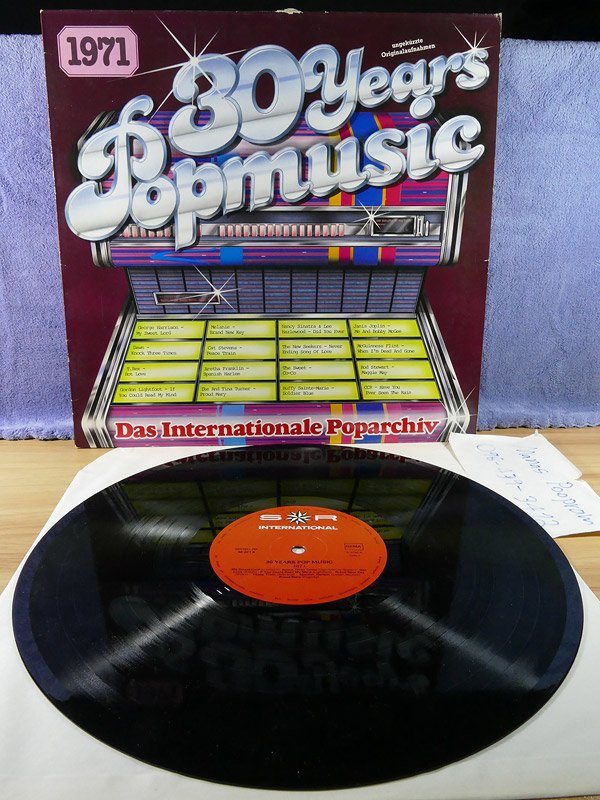 1971
30 Years
Popmusic
ungekürzte
Originalaufnahmen
George Harrison -
My Sweet Lord
Melanie -
Brand New Key
Nancy Sinatra & Lee
Hazlewood - Did You Ever
Janis Joplin -
Me And Bobby McGee
Dawn -
Knock Three Times
Cat Stevens -
Peace Train
The New Seekers - Never
Ending Song Of Love
McGuinness Flint -
When I'm Dead And Gone
T.Rex -
Hot Love
Aretha Franklin -
Spanish Harlem
The Sweet -
Co-Co
Rod Stewart -
Maggie May
Gordon Lightfoot - If
You Could Read My Mind
Ike And Tina Turner -
Proud Mary
Buffy Sainte-Marie -
Soldier Blue
CCR - Have You
Ever Seen The Rain
Das Internationale Poparchiv
S R
INTERNATIONAL
GEMA
30 YEARS POP MUSIC
1971